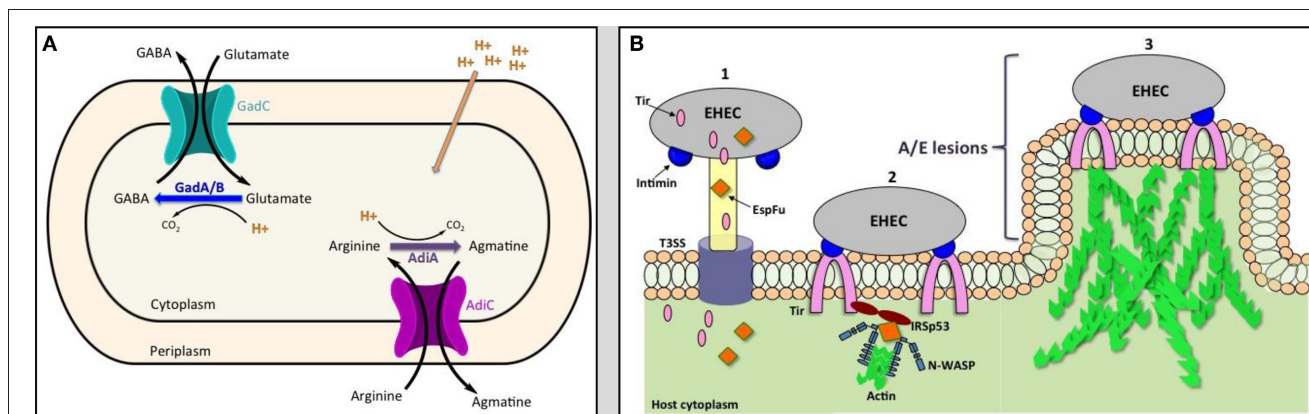 A
GABA
Glutamate
H+ H+ H+
H+ H+
GadC
GadA/B
GABA
Glutamate
CO2
H+
H+
CO2
Arginine
Agmatine
AdiA
Cytoplasm
AdiC
Periplasm
Arginine
Agmatine
B
1
Tir
EHEC
Intimin
EspFu
T3SS
2
EHEC
Tir
IRSp53
N-WASP
Actin
Host cytoplasm
A/E lesions
3
EHEC